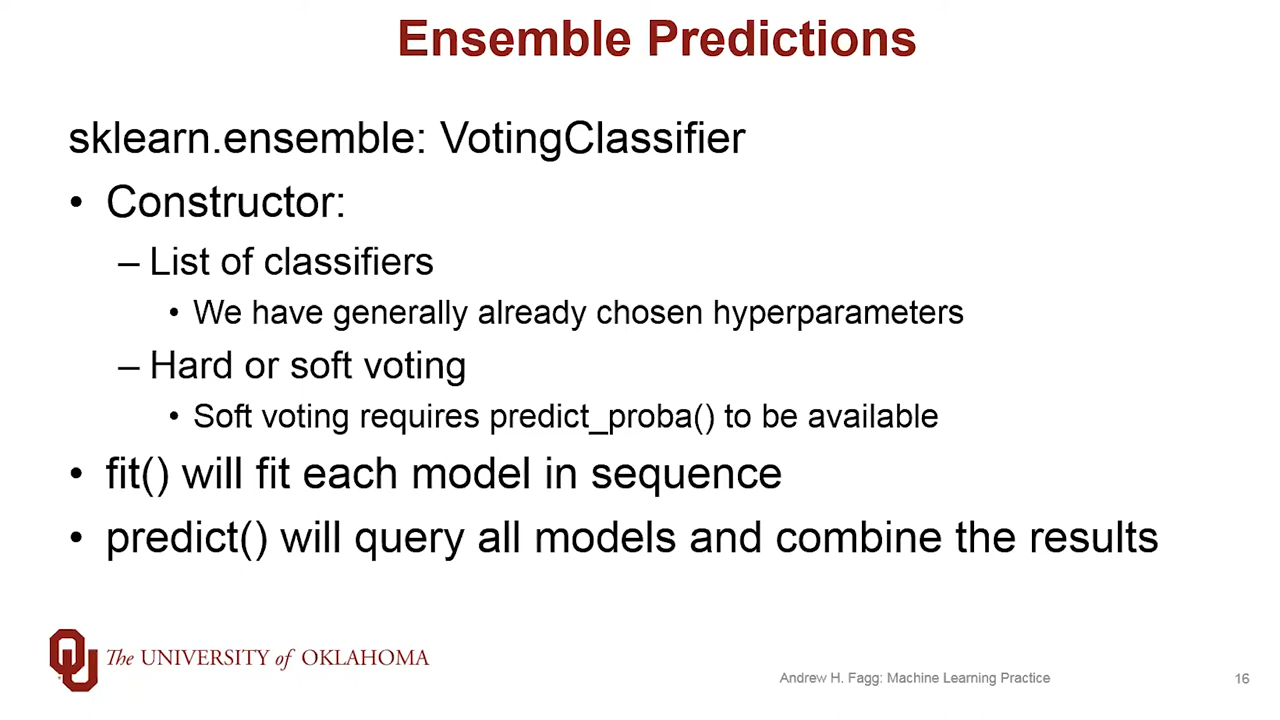 Ensemble Predictions
sklearn.ensemble: VotingClassifier
• Constructor:
– List of classifiers
• We have generally already chosen hyperparameters
– Hard or soft voting
• Soft voting requires predict_proba() to be available
• fit() will fit each model in sequence
• predict() will query all models and combine the results
The UNIVERSITY of OKLAHOMA
Andrew H. Fagg: Machine Learning Practice
16